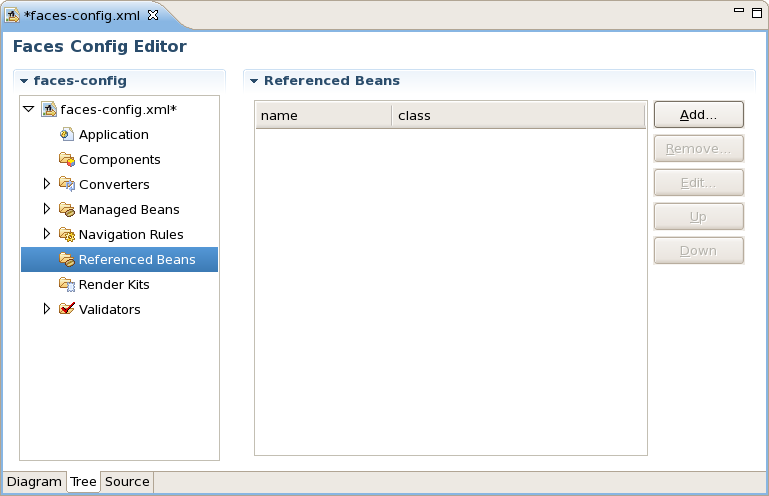 *faces-config.xml
Faces Config Editor
faces-config
faces-config.xml*
Application
Components
Converters
Managed Beans
Navigation Rules
Referenced Beans
Render Kits
Validators
Referenced Beans
name class
Add...
Remove...
Edit...
Up
Down
Diagram Tree Source